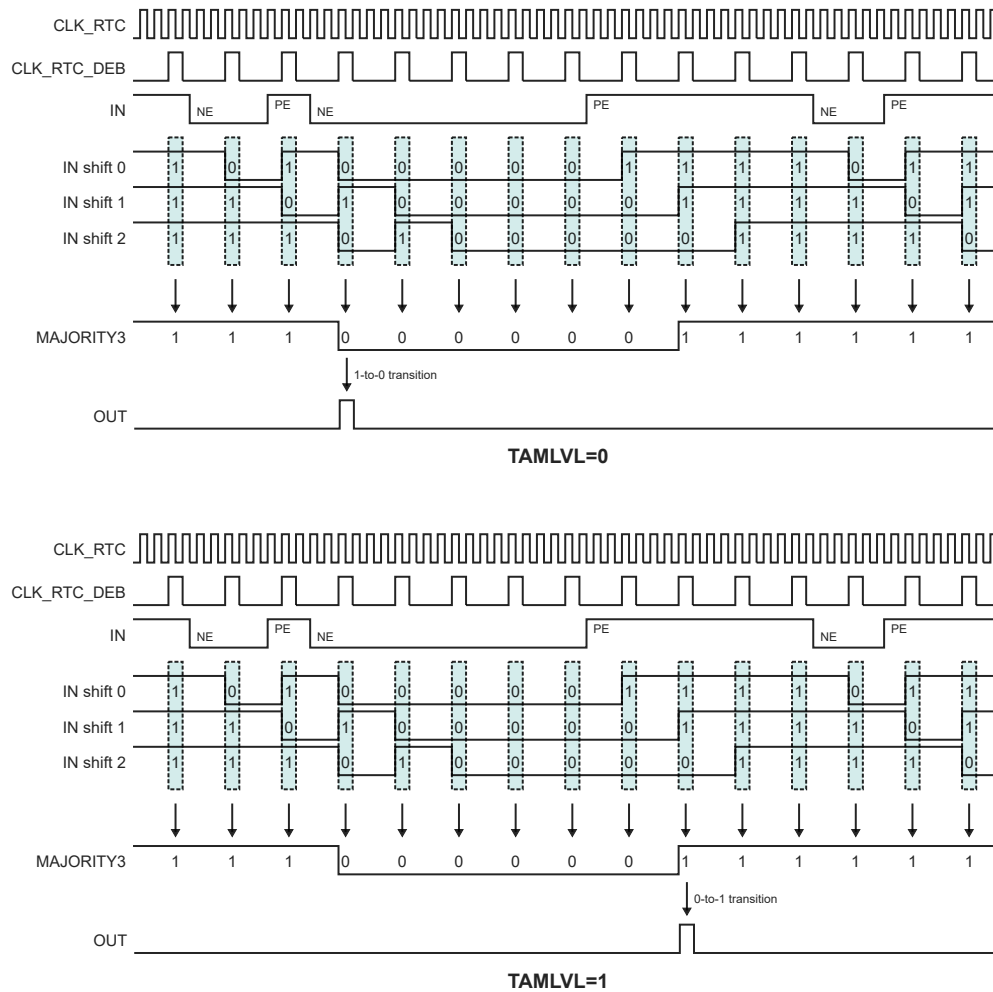 CLK_RTC
CLK_RTC_DEB
IN NE PE NE PE NE PE
IN shift 0 1 0 1 0 0 0 0 0 1 1 1 1 0 1 1
IN shift 1 1 1 0 1 0 0 0 0 0 1 1 1 1 0 1
IN shift 2 1 1 1 0 1 0 0 0 0 0 1 1 1 1 0
MAJORITY3 1 1 1 0 0 0 0 0 0 1 1 1 1 1 1
1-to-0 transition
OUT
TAMLVL=0
CLK_RTC
CLK_RTC_DEB
IN NE PE NE PE NE PE
IN shift 0 1 0 1 0 0 0 0 0 1 1 1 1 0 1 1
IN shift 1 1 1 0 1 0 0 0 0 0 1 1 1 1 0 1
IN shift 2 1 1 1 0 1 0 0 0 0 0 1 1 1 1 0
MAJORITY3 1 1 1 0 0 0 0 0 0 1 1 1 1 1 1
0-to-1 transition
OUT
TAMLVL=1